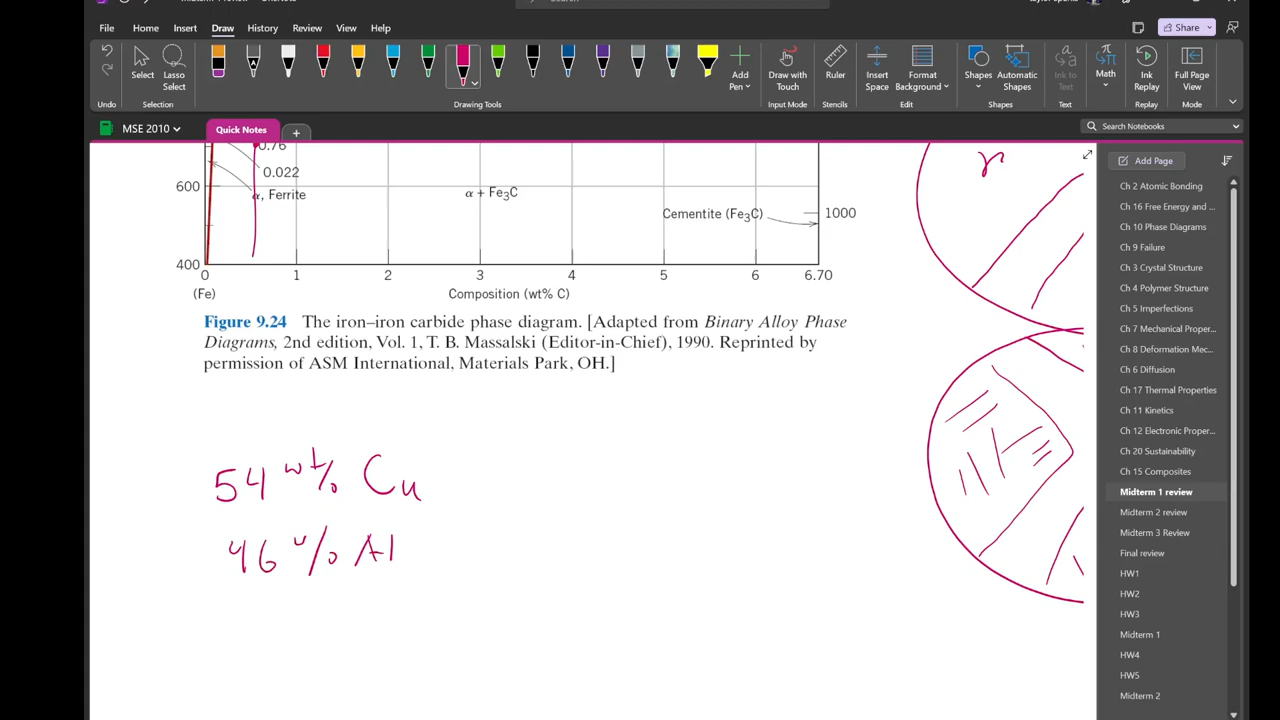 File Home Insert Draw History Review View Help Share
Select Lasso Select Add Pen Draw with Touch Ruler Insert Space Format Background Shapes Automatic Shapes Ink to Text Math Ink Replay Full Page View
Undo Selection Drawing Tools Input Mode Stencils Edit Shapes Text Math Replay Mode
MSE 2010 Quick Notes + Search Notebooks
Add Page
Ch 2 Atomic Bonding
Ch 16 Free Energy and ...
Ch 10 Phase Diagrams
Ch 9 Failure
Ch 3 Crystal Structure
Ch 4 Polymer Structure
Ch 5 Imperfections
Ch 7 Mechanical Proper...
Ch 8 Deformation Mec...
Ch 6 Diffusion
Ch 17 Thermal Properties
Ch 11 Kinetics
Ch 12 Electronic Proper...
Ch 20 Sustainability
Ch 15 Composites
Midterm 1 review
Midterm 2 review
Midterm 3 Review
Final review
HW1
HW2
HW3
Midterm 1
HW4
HW5
Midterm 2
0.76
0.022
600
α, Ferrite
α + Fe3C
Cementite (Fe3C)
1000
400
0 1 2 3 4 5 6 6.70
(Fe)
Composition (wt% C)
γ
Figure 9.24 The iron–iron carbide phase diagram. [Adapted from Binary Alloy Phase
Diagrams, 2nd edition, Vol. 1, T. B. Massalski (Editor-in-Chief), 1990. Reprinted by
permission of ASM International, Materials Park, OH.]
54 wt% Cu
46 % Al